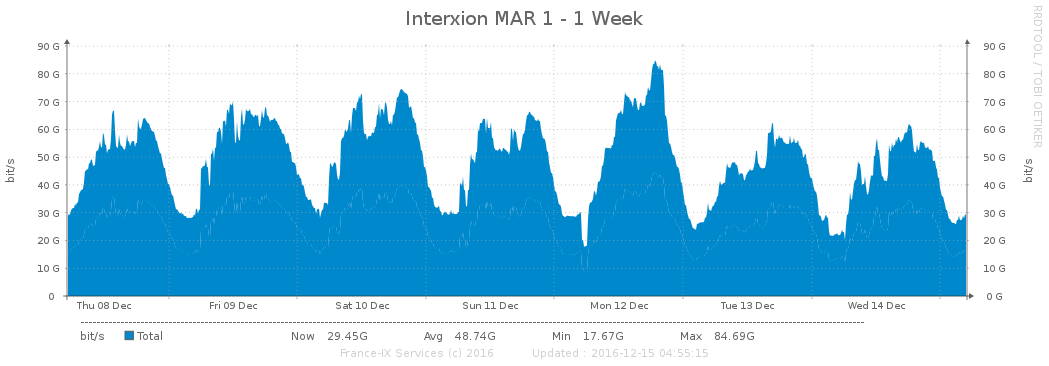 Interxion MAR 1 - 1 Week
RRDTOOL / TOBI OETIKER
90 G 90 G
80 G 80 G
70 G 70 G
60 G 60 G
50 G 50 G
40 G 40 G
30 G 30 G
20 G 20 G
10 G 10 G
0 0 G
bit/s bit/s
Thu 08 Dec Fri 09 Dec Sat 10 Dec Sun 11 Dec Mon 12 Dec Tue 13 Dec Wed 14 Dec
bit/s Total Now 29.45G Avg 48.74G Min 17.67G Max 84.69G
France-IX Services (c) 2016 Updated : 2016-12-15 04:55:15